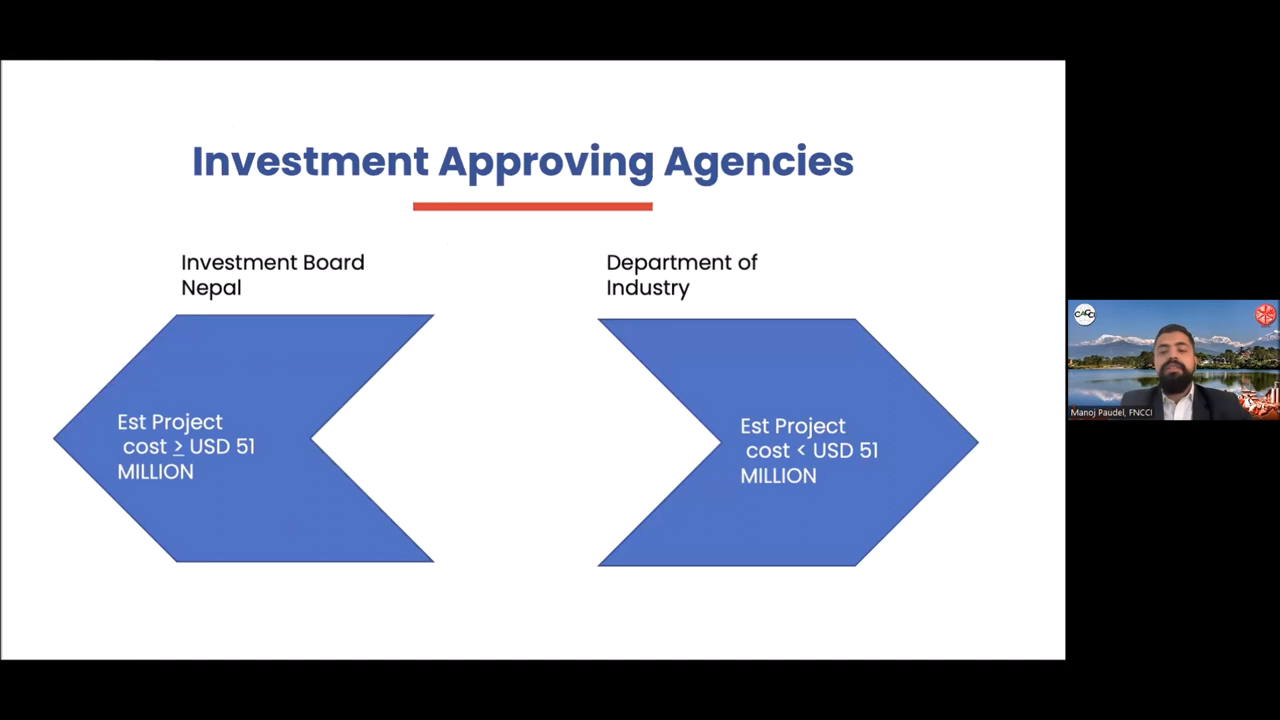 Investment Approving Agencies
Investment Board
Nepal
Est Project
cost ≥ USD 51
MILLION
Department of
Industry
Est Project
cost < USD 51
MILLION
CACCI
Manoj Paudel, FNCCI